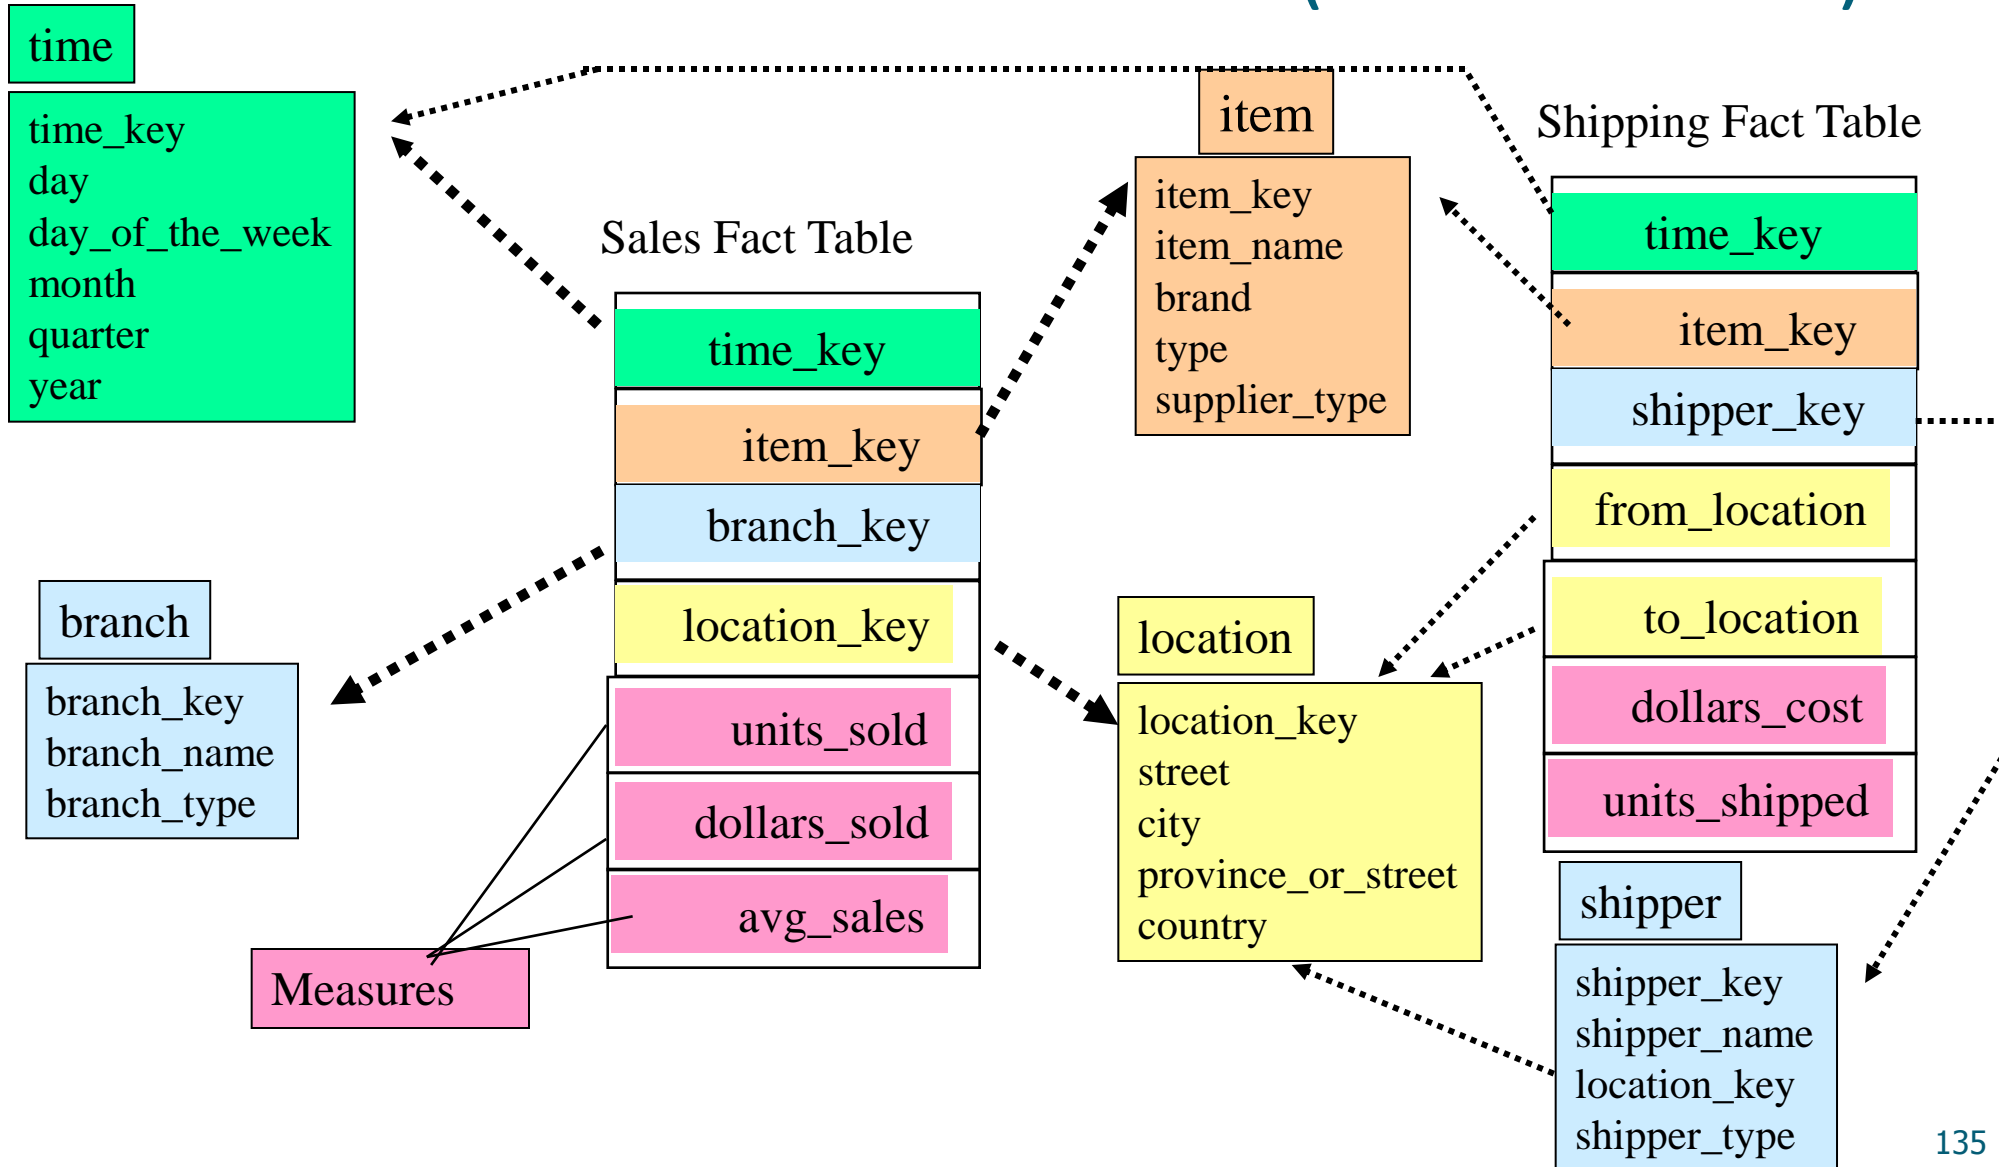 time
time_key
day
day_of_the_week
month
quarter
year
Sales Fact Table
time_key
item_key
branch_key
location_key
units_sold
dollars_sold
avg_sales
Measures
branch
branch_key
branch_name
branch_type
item
item_key
item_name
brand
type
supplier_type
location
location_key
street
city
province_or_street
country
Shipping Fact Table
time_key
item_key
shipper_key
from_location
to_location
dollars_cost
units_shipped
shipper
shipper_key
shipper_name
location_key
shipper_type
135